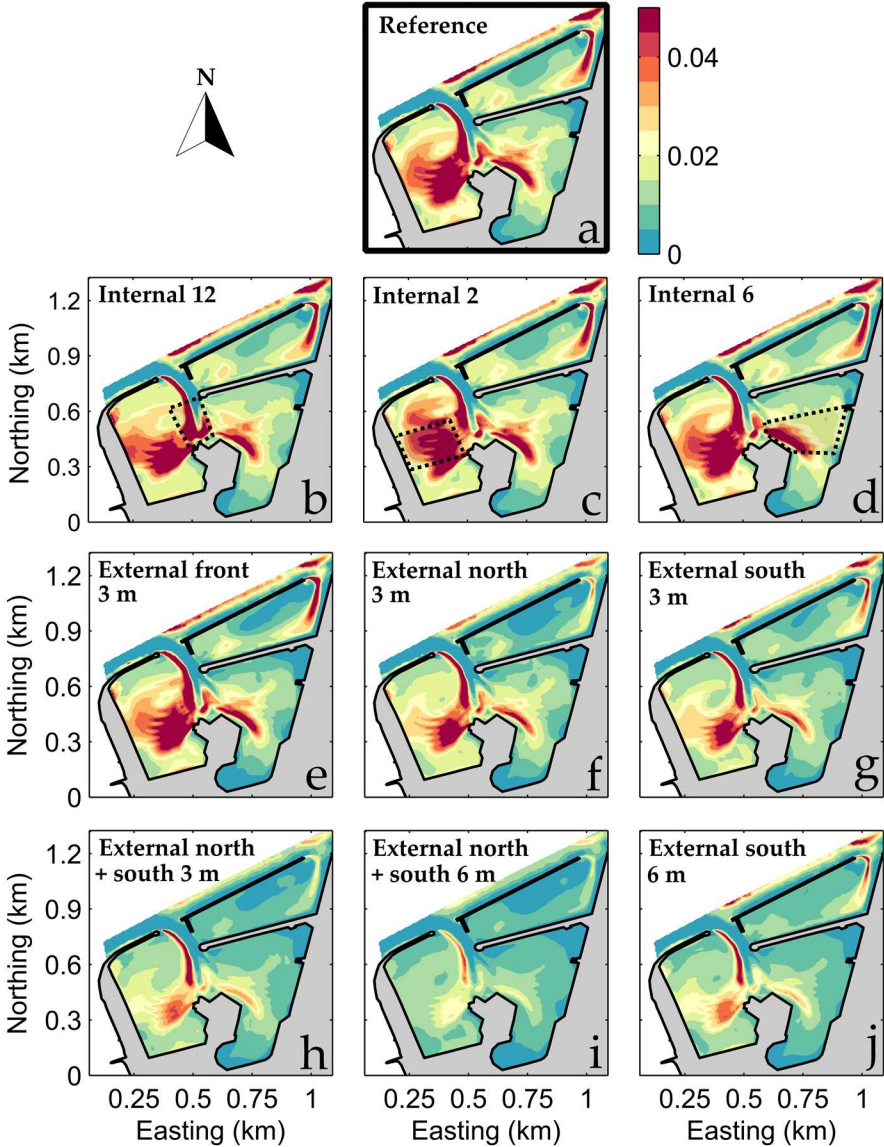 Reference
N
0.04
0.02
0
a
1.2
0.9
0.6
0.3
0
Northing (km)
Internal 12
b
Internal 2
c
Internal 6
d
1.2
0.9
0.6
0.3
0
Northing (km)
External front
3 m
e
External north
3 m
f
External south
3 m
g
1.2
0.9
0.6
0.3
0
Northing (km)
External north
+ south 3 m
h
External north
+ south 6 m
i
External south
6 m
j
0.25 0.5 0.75 1
Easting (km)
0.25 0.5 0.75 1
Easting (km)
0.25 0.5 0.75 1
Easting (km)